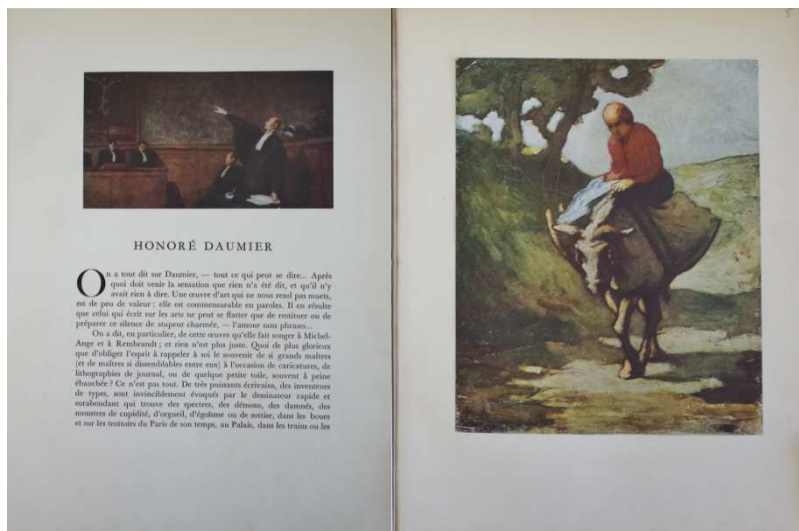 5
HONORÉ DAUMIER
On a tout dit sur Daumier, — tout ce qui peut se dire... Après
quoi doit venir la sensation que rien n'a été dit, et qu'il n'y
avait rien à dire. Une œuvre d'art qui ne nous rend pas muets,
est de peu de valeur : elle est commensurable en paroles. Il en résulte
que celui qui écrit sur les arts ne peut se flatter que de restituer ou de
préparer ce silence de stupeur charmée, — l'amour sans phrases...
On a dit, en particulier, de cette œuvre qu'elle fait songer à Michel-
Ange et à Rembrandt ; et rien n'est plus juste. Quoi de plus glorieux
que d'obliger l'esprit à rappeler à soi le souvenir de si grands maîtres
(et de maîtres si dissemblables entre eux) à l'occasion de caricatures, de
lithographies de journal, ou de quelque petite toile, souvent à peine
ébauchée ? Ce n'est pas tout. De très puissants écrivains, des inventeurs
de types, sont invinciblement évoqués par le dessinateur rapide et
surabondant qui trouve des spectres, des démons, des damnés, des
monstres de cupidité, d'orgueil, d'égoïsme ou de sottise, dans les boues
et sur les trottoirs du Paris de son temps, au Palais, dans les trains ou les